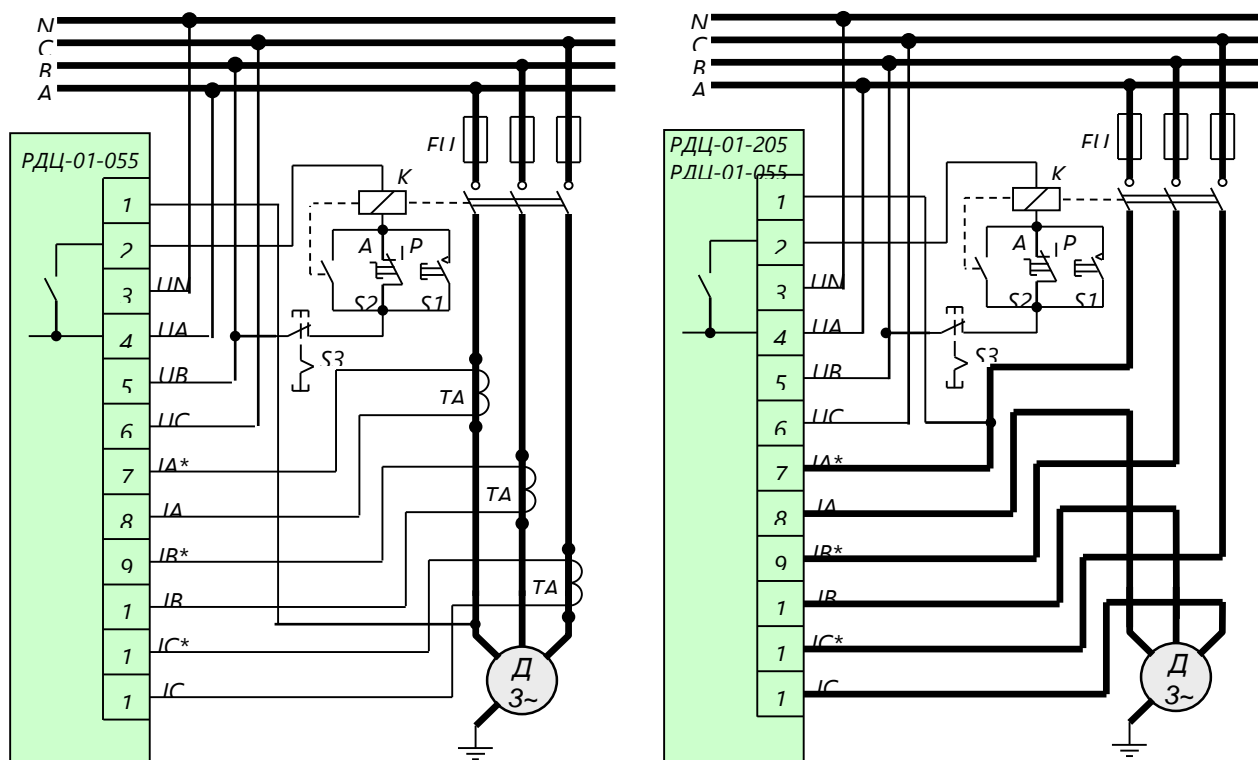 N
C
B
A
FU
РДЦ-01-055
K
1
2
A
P
3
UN
S2
S1
4
UA
S3
5
UB
TA
6
UC
7
IA*
TA
8
IA
9
IB*
TA
1
IB
1
IC*
1
IC
Д
3~
N
C
B
A
FU
РДЦ-01-205
РДЦ-01-055
K
1
2
A
P
3
UN
S2
S1
4
UA
S3
5
UB
6
UC
7
IA*
8
IA
9
IB*
1
IB
1
IC*
1
IC
Д
3~